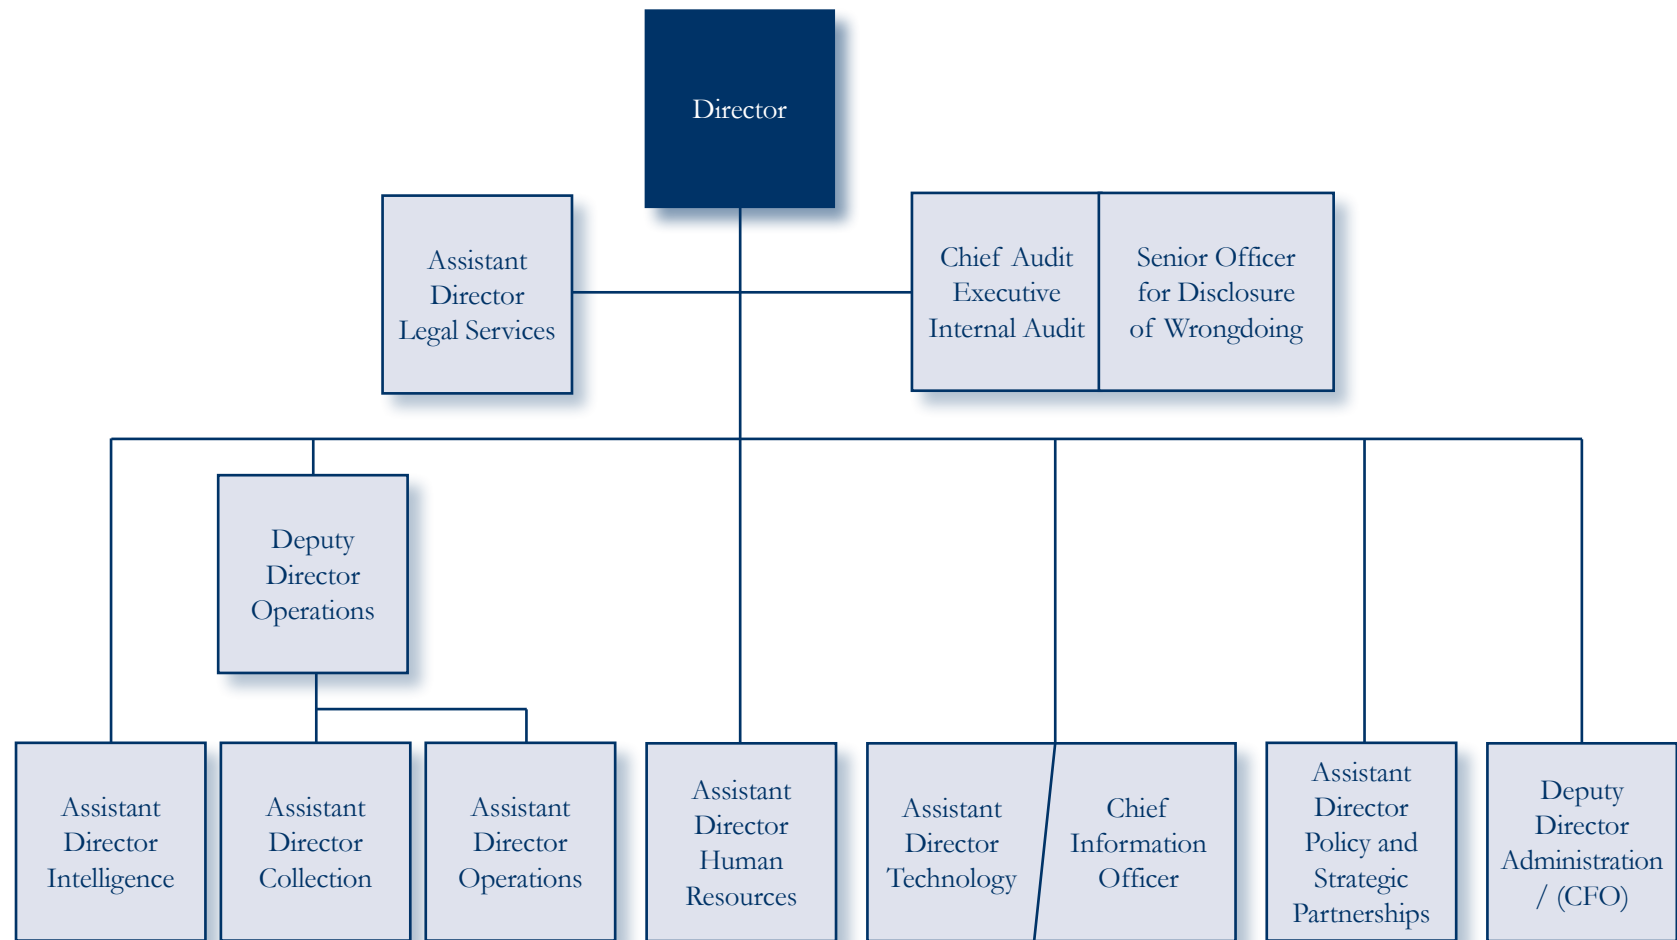 Director
Assistant
Director
Legal Services
Chief Audit
Executive
Internal Audit
Senior Officer
for Disclosure
of Wrongdoing
Deputy
Director
Operations
Assistant
Director
Intelligence
Assistant
Director
Collection
Assistant
Director
Operations
Assistant
Director
Human
Resources
Assistant
Director
Technology
Chief
Information
Officer
Assistant
Director
Policy and
Strategic
Partnerships
Deputy
Director
Administration
/ (CFO)